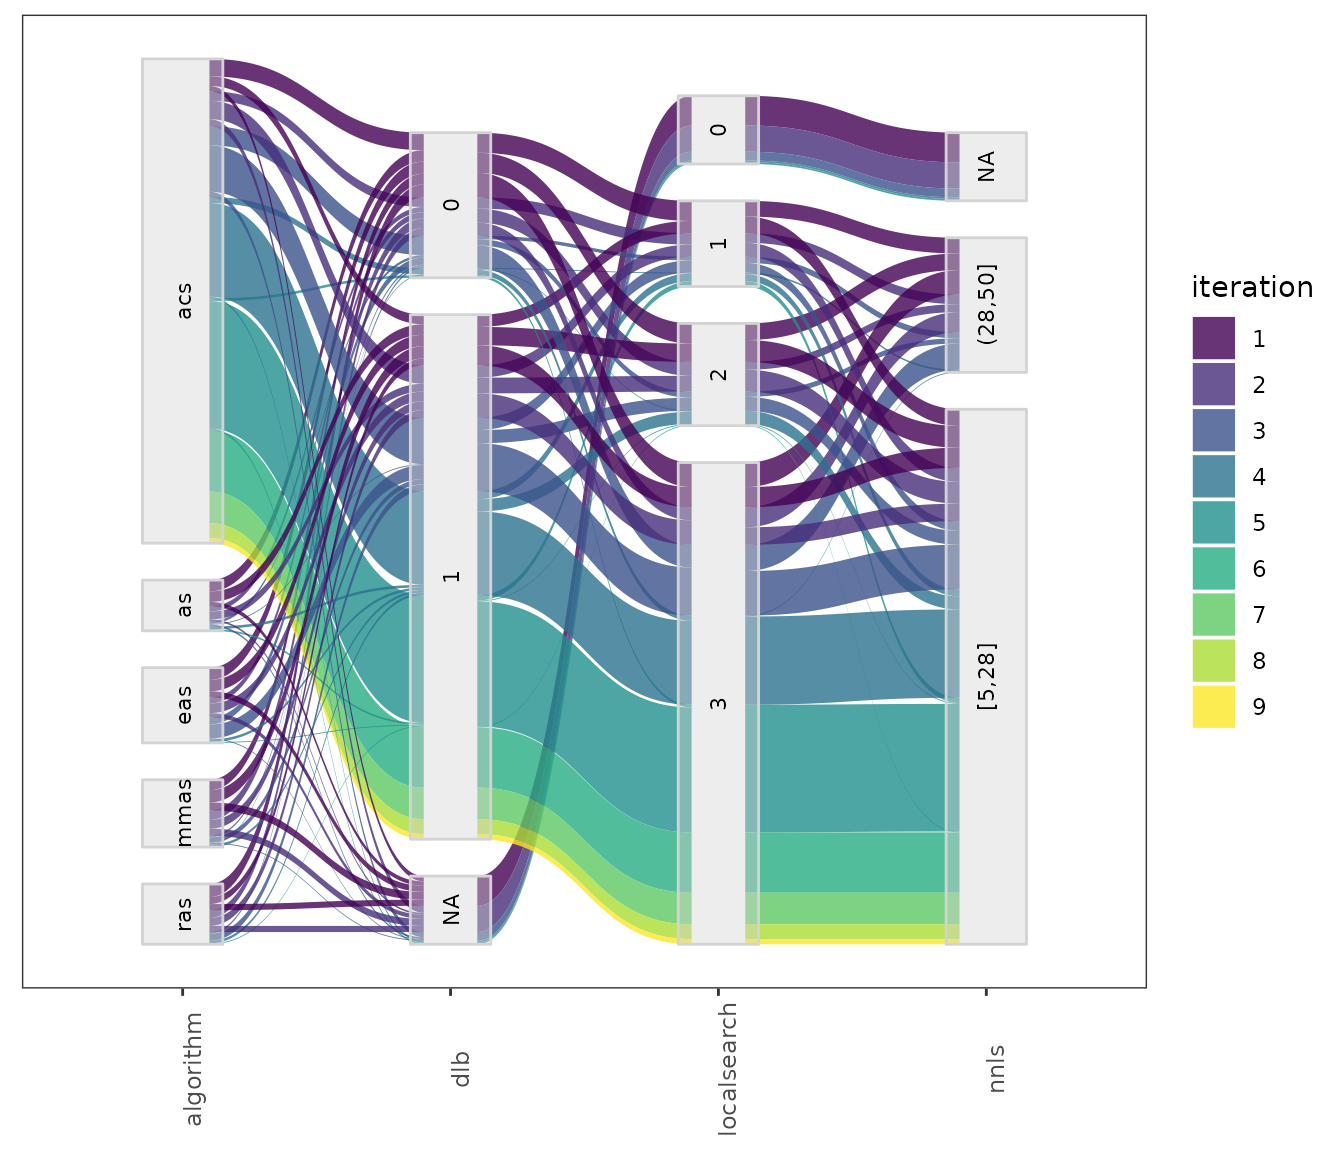 acs
as
eas
mmas
ras
0
1
NA
0
1
2
3
NA
(28,50]
[5,28]
algorithm
dlb
localsearch
nnls
iteration
1
2
3
4
5
6
7
8
9